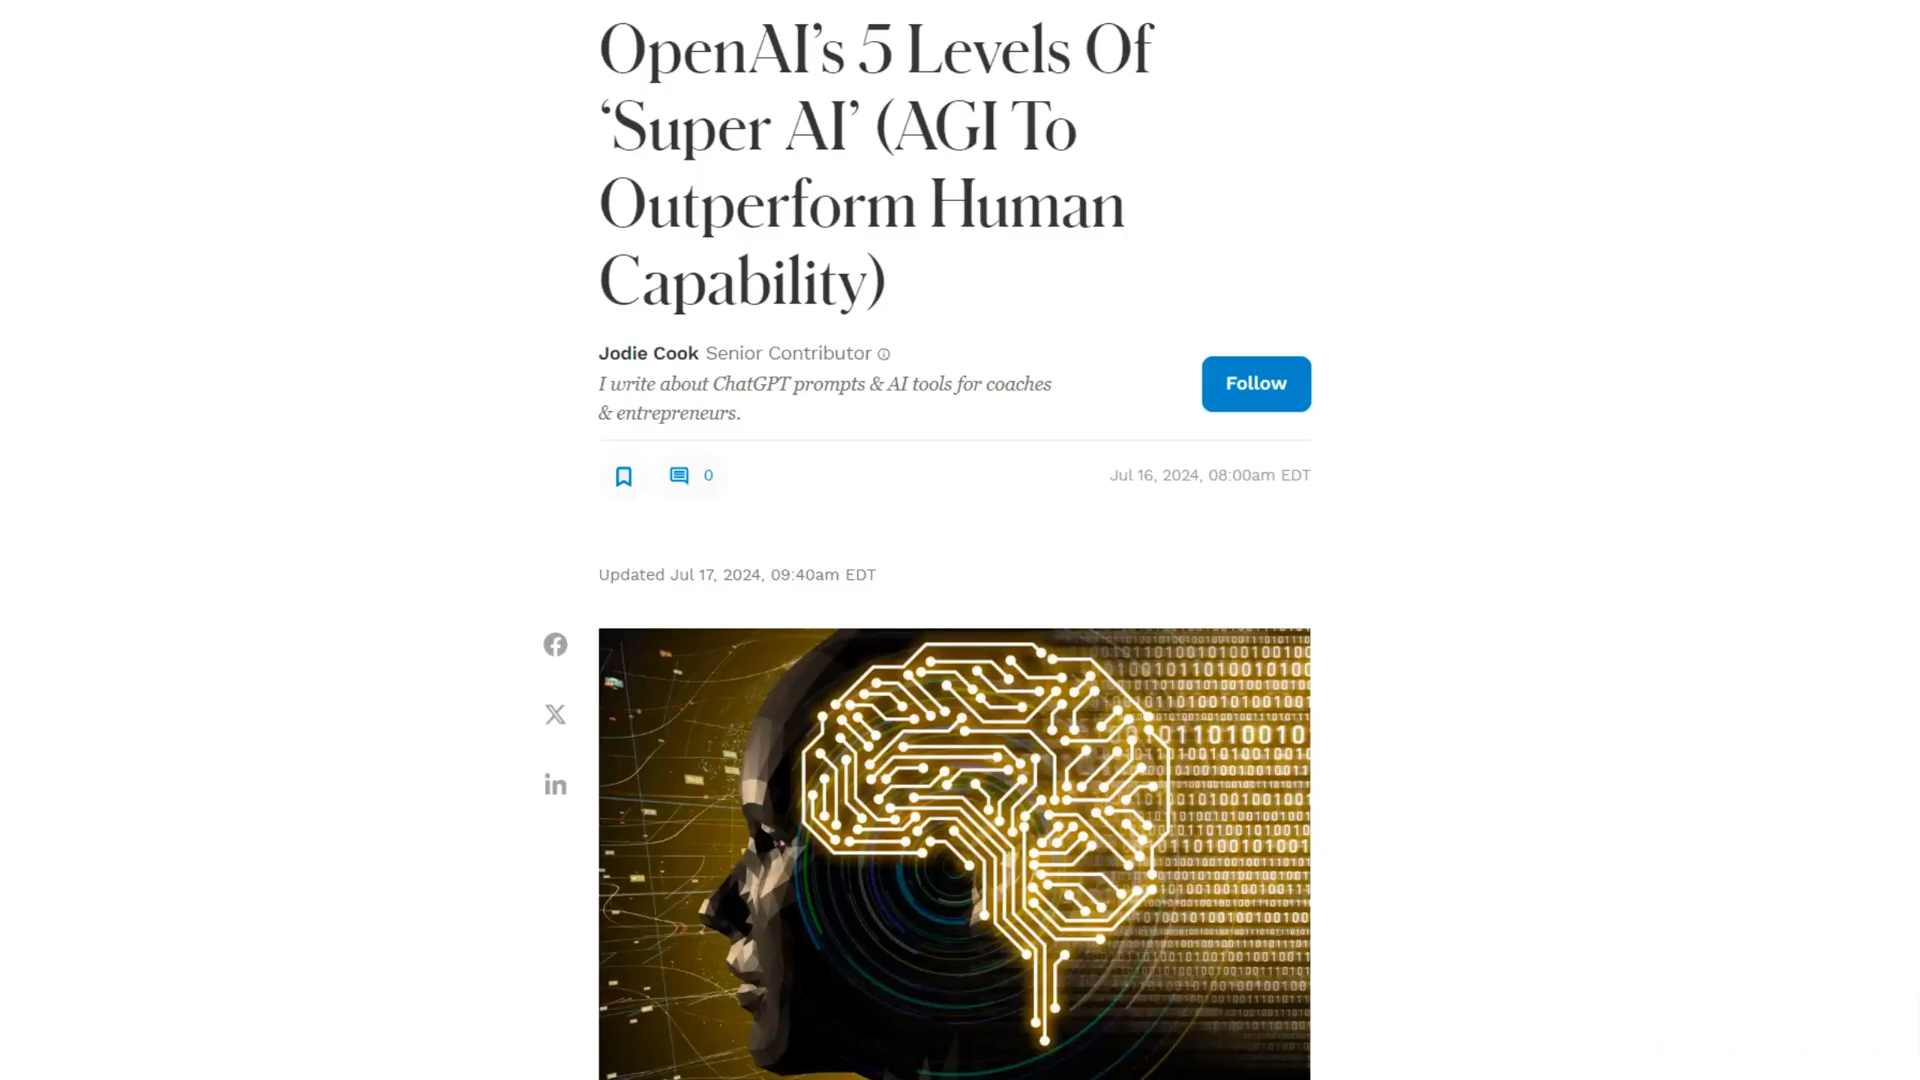 OpenAI’s 5 Levels Of
‘Super AI’ (AGI To
Outperform Human
Capability)
Jodie Cook Senior Contributor
I write about ChatGPT prompts & AI tools for coaches
& entrepreneurs.
Follow
0
Jul 16, 2024, 08:00am EDT
Updated Jul 17, 2024, 09:40am EDT